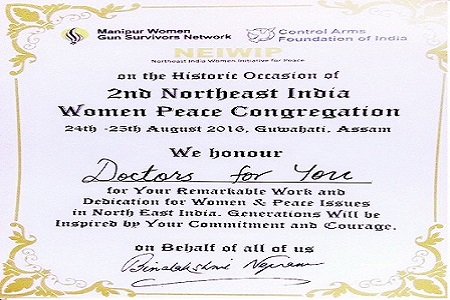 Manipur Women Control Arms
Gun Survivors Network Foundation of India
NEIWIP
Northeast India Women Initiative for Peace
on the Historic Occasion of
2nd Northeast India
Women Peace Congregation
24th -25th August 2016, Guwahati, Assam
We honour
Doctors for You
for Your Remarkable Work and
Dedication for Women & Peace Issues
in North East India. Generations Will be
Inspired by Your Commitment and Courage.
on Behalf of all of us
Binalakshmi Nepram